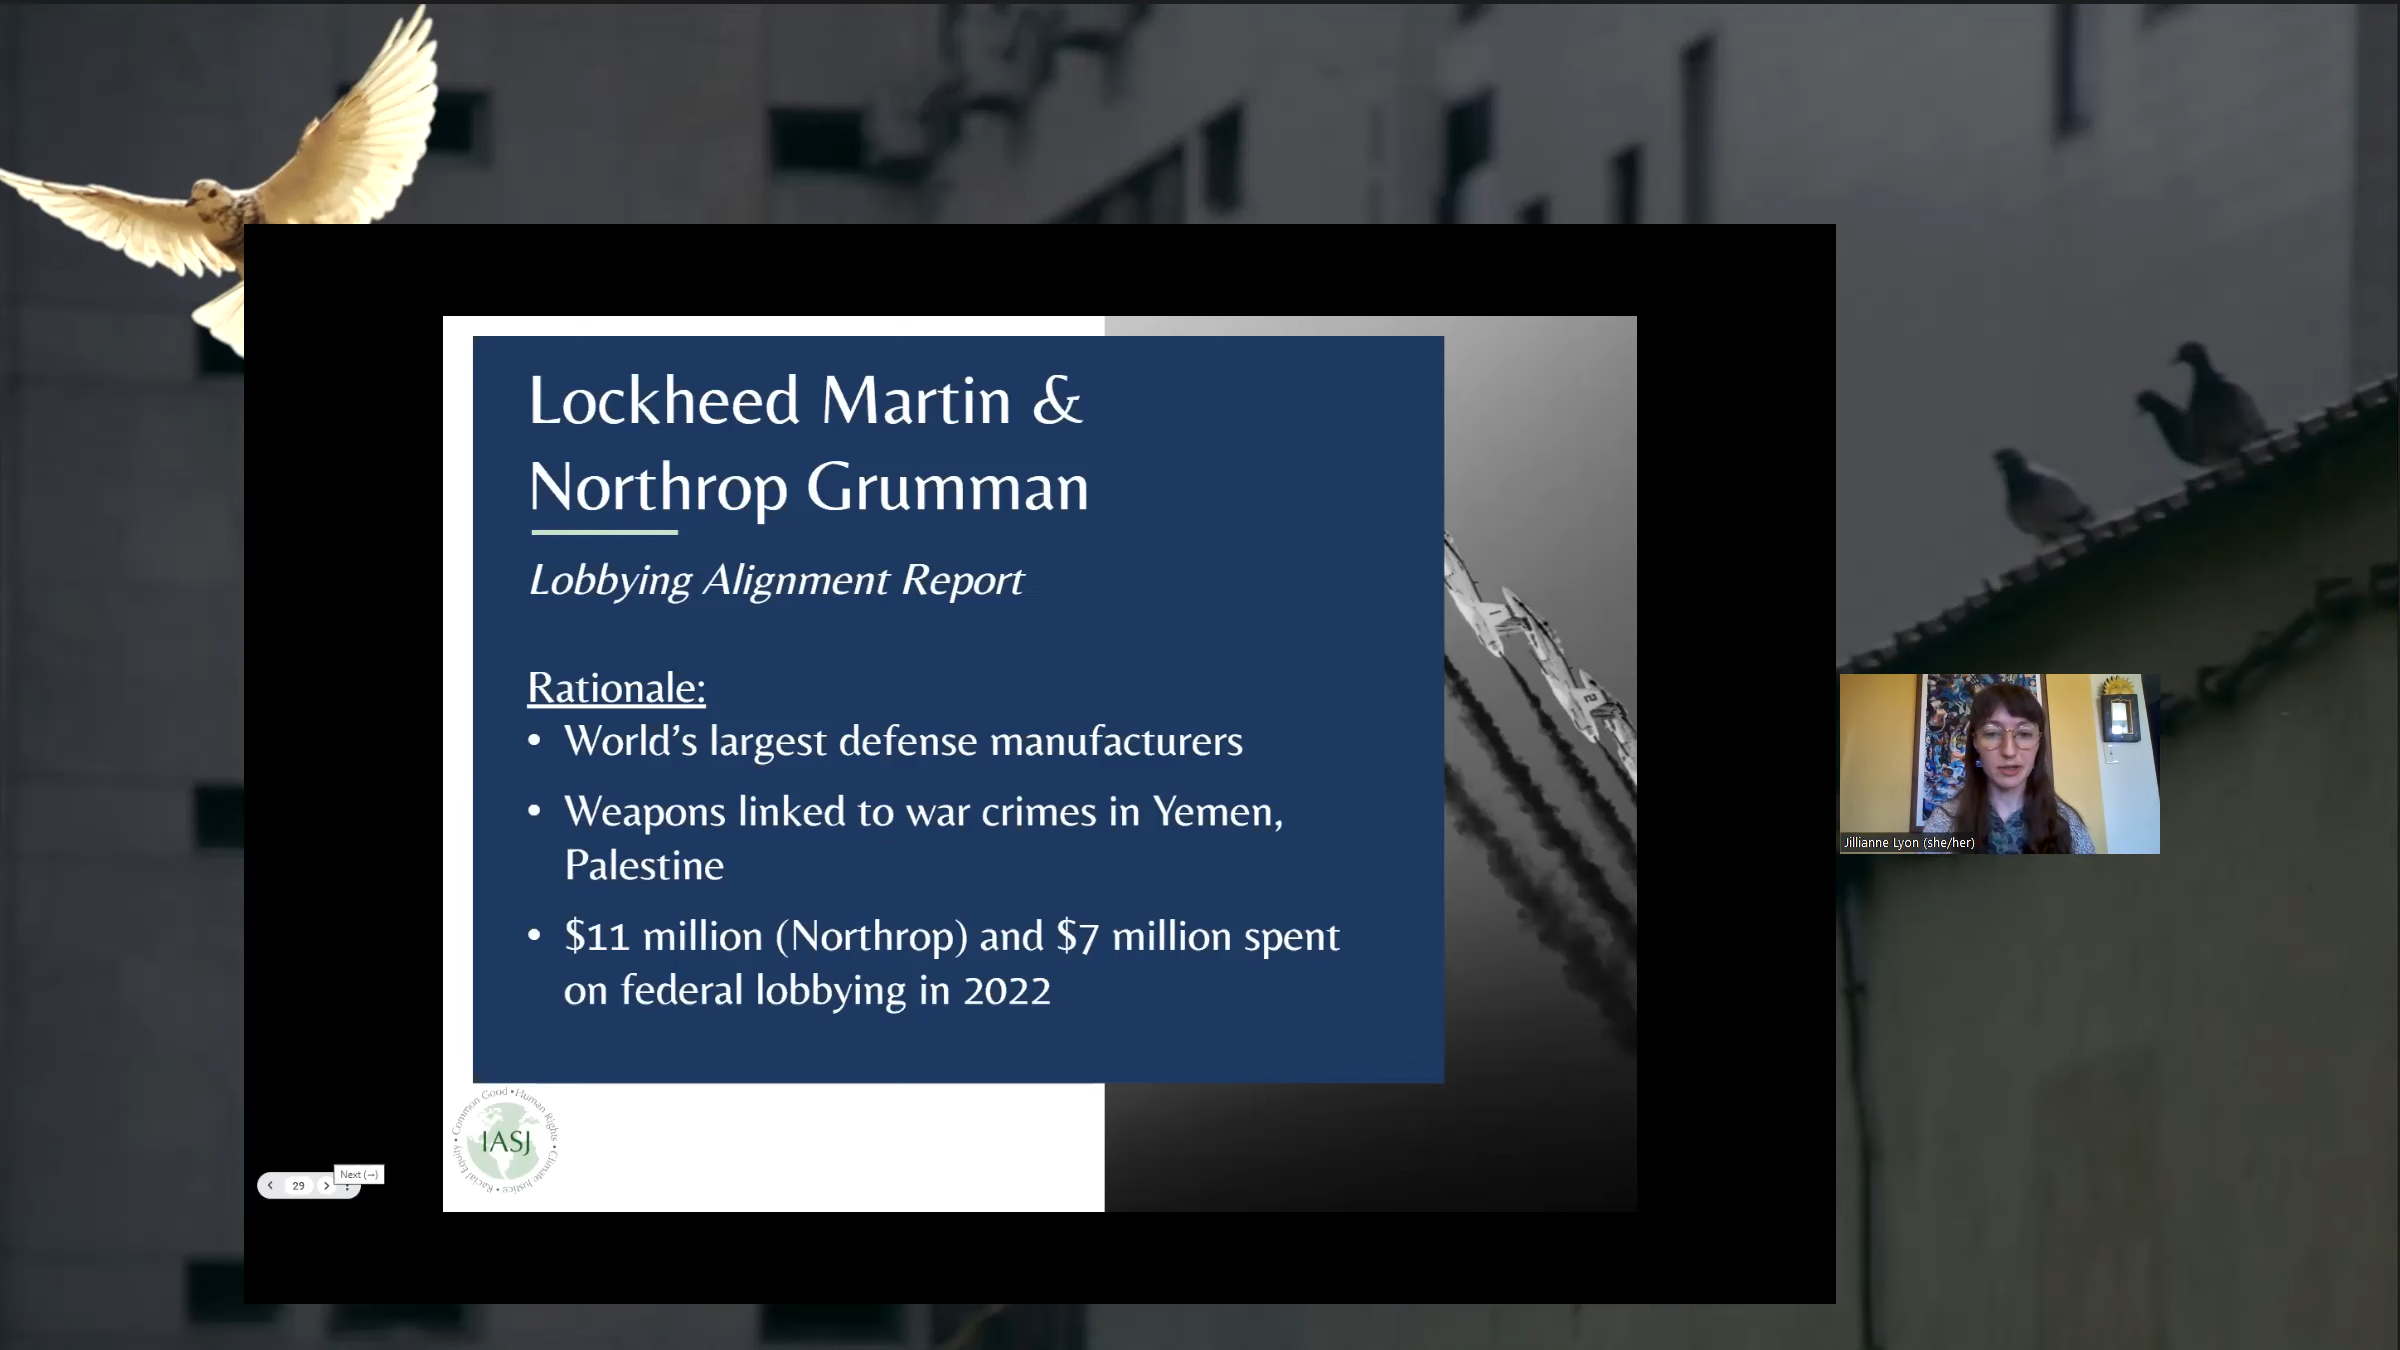 Lockheed Martin &
Northrop Grumman
Lobbying Alignment Report
Rationale:
• World’s largest defense manufacturers
• Weapons linked to war crimes in Yemen,
Palestine
• $11 million (Northrop) and $7 million spent
on federal lobbying in 2022
Common Good • Human Rights • Climate Justice • Racial Equity •
IASJ
Next (→)
29
Jillianne Lyon (she/her)